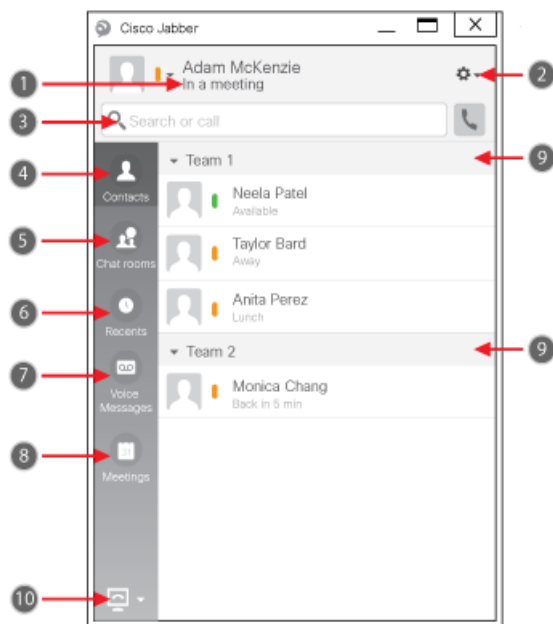 Cisco Jabber
1
Adam McKenzie
In a meeting
2
3
Search or call
4
Contacts
Team 1
9
Neela Patel
Available
5
Chat rooms
Taylor Bard
Away
6
Recents
Anita Perez
Lunch
7
Voice
Messages
Team 2
9
Monica Chang
Back in 5 min
8
31
Meetings
10